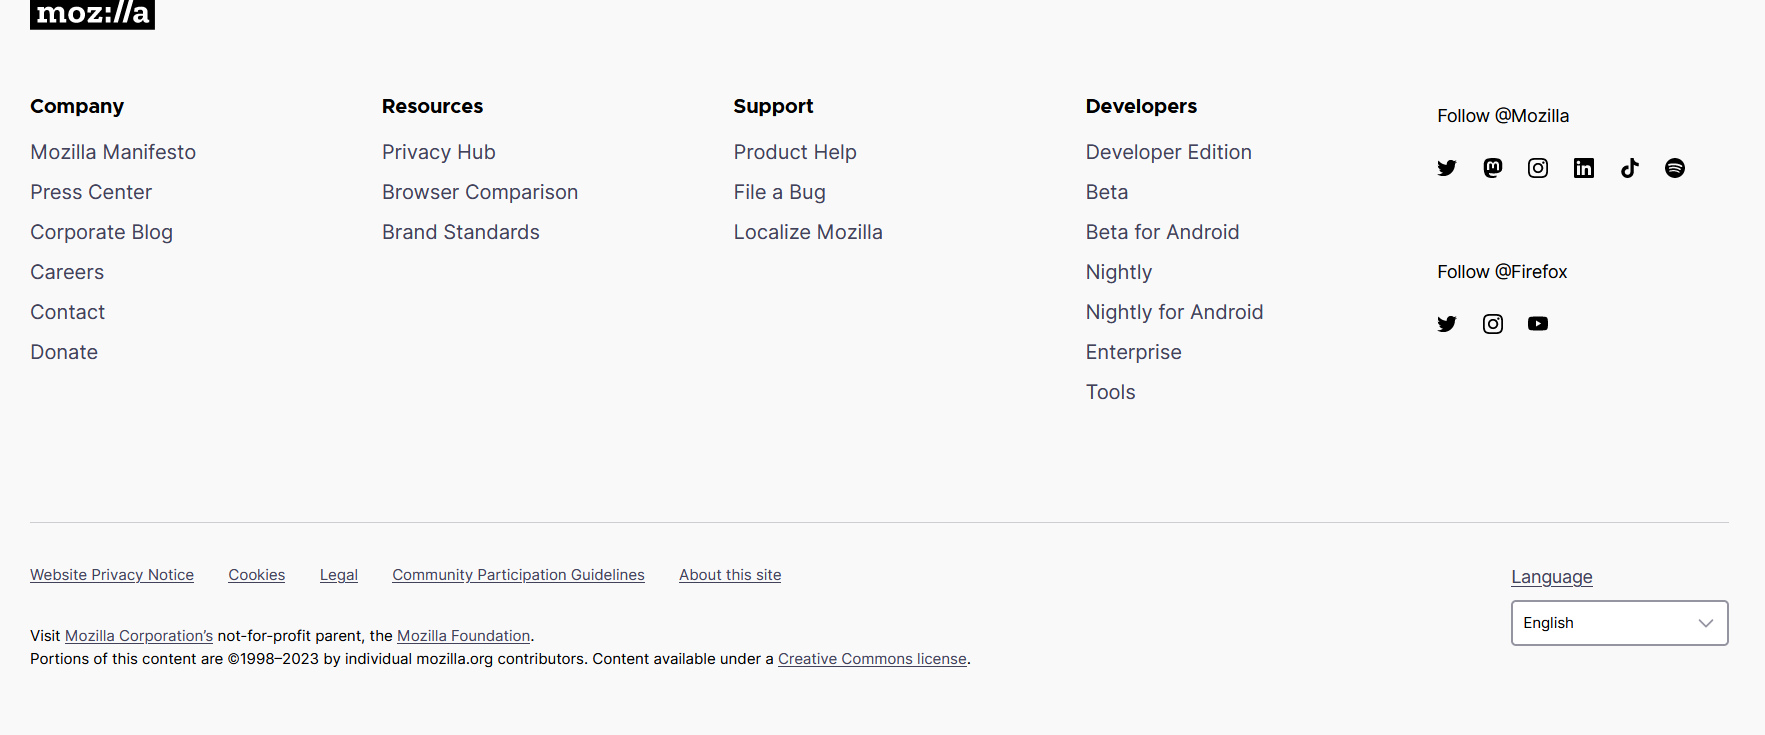 moz://a
Company
Mozilla Manifesto
Press Center
Corporate Blog
Careers
Contact
Donate
Resources
Privacy Hub
Browser Comparison
Brand Standards
Support
Product Help
File a Bug
Localize Mozilla
Developers
Developer Edition
Beta
Beta for Android
Nightly
Nightly for Android
Enterprise
Tools
Follow @Mozilla
Follow @Firefox
Website Privacy Notice Cookies Legal Community Participation Guidelines About this site
Visit Mozilla Corporation’s not-for-profit parent, the Mozilla Foundation.
Portions of this content are ©1998–2023 by individual mozilla.org contributors. Content available under a Creative Commons license.
Language
English